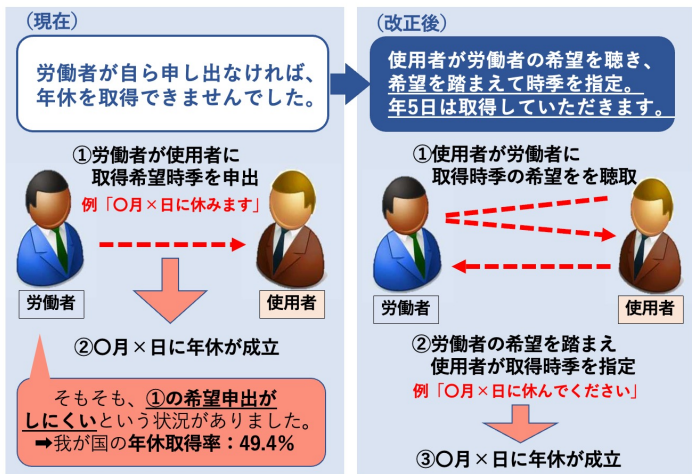 （現在）
労働者が自ら申し出なければ、
年休を取得できませんでした。
①労働者が使用者に
取得希望時季を申出
例「〇月×日に休みます」
労働者
使用者
②〇月×日に年休が成立
そもそも、①の希望申出が
しにくいという状況がありました。
➡我が国の年休取得率：49.4%
（改正後）
使用者が労働者の希望を聴き、
希望を踏まえて時季を指定。
年5日は取得していただきます。
①使用者が労働者に
取得時季の希望をを聴取
労働者
使用者
②労働者の希望を踏まえ
使用者が取得時季を指定
例「〇月×日に休んでください」
③〇月×日に年休が成立